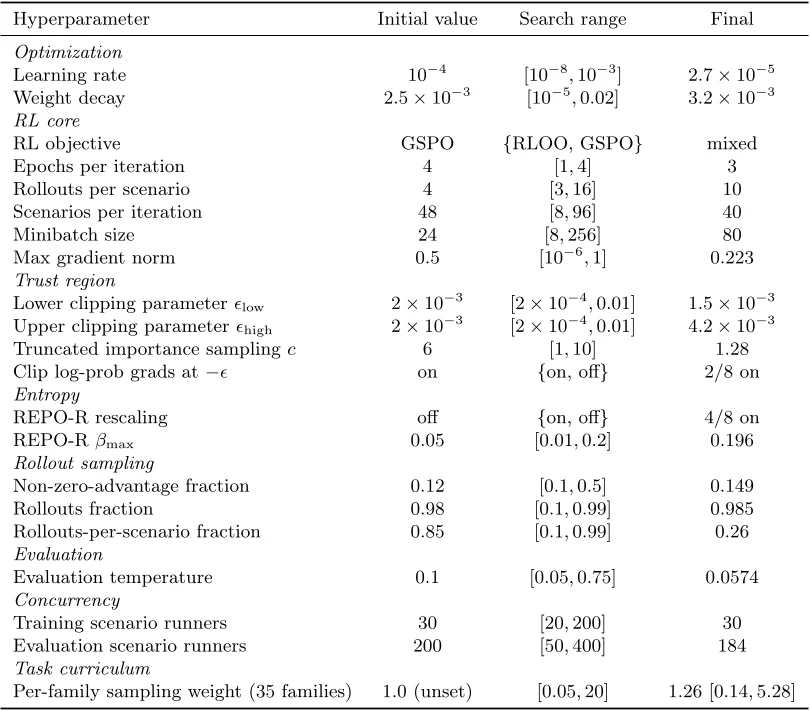 Hyperparameter Initial value Search range Final
Optimization
Learning rate 10⁻⁴ [10⁻⁸, 10⁻³] 2.7 × 10⁻⁵
Weight decay 2.5 × 10⁻³ [10⁻⁵, 0.02] 3.2 × 10⁻³
RL core
RL objective GSPO {RLOO, GSPO} mixed
Epochs per iteration 4 [1, 4] 3
Rollouts per scenario 4 [3, 16] 10
Scenarios per iteration 48 [8, 96] 40
Minibatch size 24 [8, 256] 80
Max gradient norm 0.5 [10⁻⁶, 1] 0.223
Trust region
Lower clipping parameter ϵ_low 2 × 10⁻³ [2 × 10⁻⁴, 0.01] 1.5 × 10⁻³
Upper clipping parameter ϵ_high 2 × 10⁻³ [2 × 10⁻⁴, 0.01] 4.2 × 10⁻³
Truncated importance sampling c 6 [1, 10] 1.28
Clip log-prob grads at −ϵ on {on, off} 2/8 on
Entropy
REPO-R rescaling off {on, off} 4/8 on
REPO-R β_max 0.05 [0.01, 0.2] 0.196
Rollout sampling
Non-zero-advantage fraction 0.12 [0.1, 0.5] 0.149
Rollouts fraction 0.98 [0.1, 0.99] 0.985
Rollouts-per-scenario fraction 0.85 [0.1, 0.99] 0.26
Evaluation
Evaluation temperature 0.1 [0.05, 0.75] 0.0574
Concurrency
Training scenario runners 30 [20, 200] 30
Evaluation scenario runners 200 [50, 400] 184
Task curriculum
Per-family sampling weight (35 families) 1.0 (unset) [0.05, 20] 1.26 [0.14, 5.28]